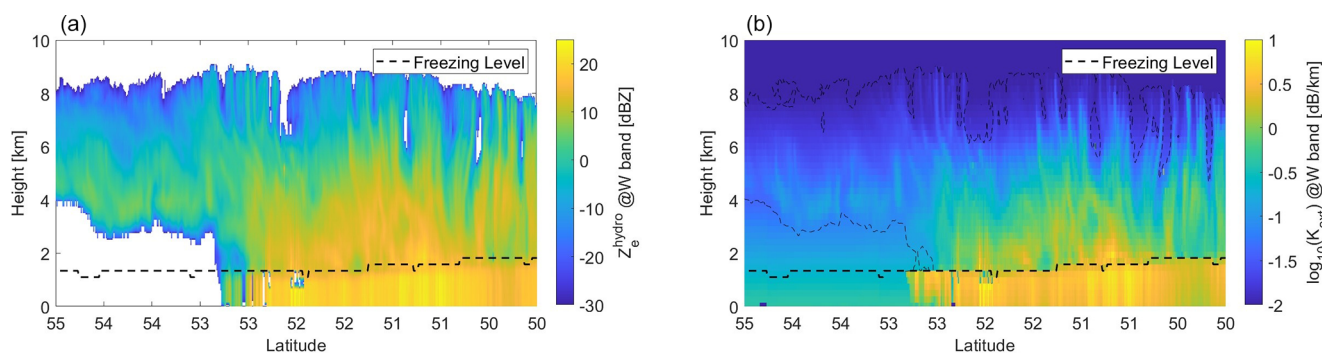 (a)
10
8
6
4
2
0
Height [km]
55 54 54 53 53 52 52 51 51 50 50
Latitude
Freezing Level
20
10
0
-10
-20
-30
Z_e^hydro @W band [dBZ]
(b)
10
8
6
4
2
0
Height [km]
55 54 54 53 53 52 52 51 51 50 50
Latitude
Freezing Level
1
0.5
0
-0.5
-1
-1.5
-2
log10(Kext) @W band [dB/km]